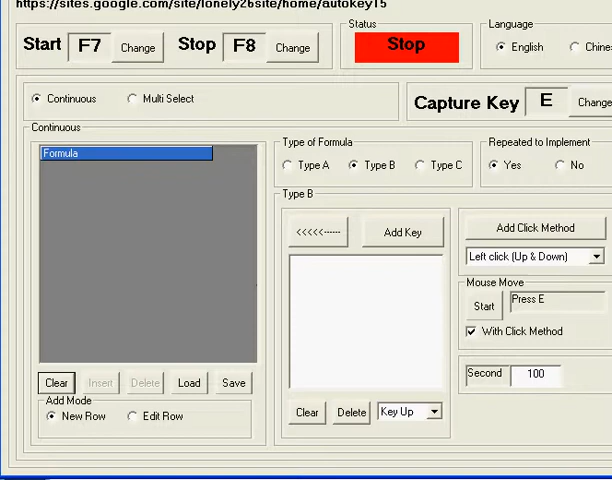 https://sites.google.com/site/lonely26site/home/autokey15
Start F7 Change Stop F8 Change
Status
Stop
Language
English Chine
Continuous Multi Select
Capture Key E Change
Continuous
Formula
Clear Insert Delete Load Save
Add Mode
New Row Edit Row
Type of Formula
Type A Type B Type C
Repeated to Implement
Yes No
Type B
<<<<<------ Add Key
Clear Delete Key Up
Add Click Method
Left click (Up & Down)
Mouse Move
Start Press E
With Click Method
Second 100